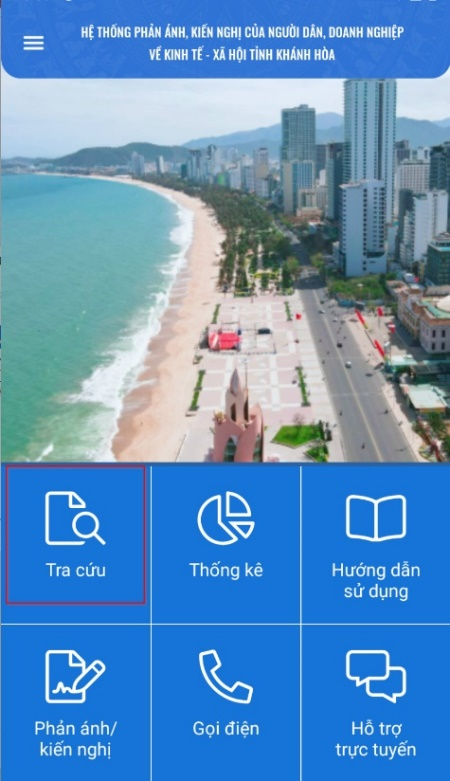 HỆ THỐNG PHẢN ÁNH, KIẾN NGHỊ CỦA NGƯỜI DÂN, DOANH NGHIỆP
VỀ KINH TẾ - XÃ HỘI TỈNH KHÁNH HÒA
Tra cứu
Thống kê
Hướng dẫn
sử dụng
Phản ánh/
kiến nghị
Gọi điện
Hỗ trợ
trực tuyến